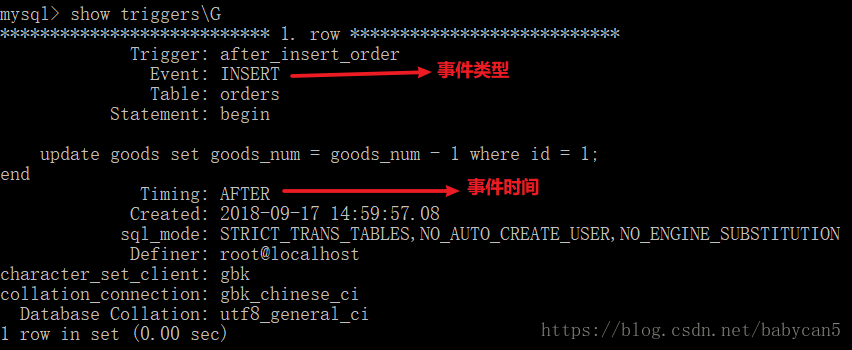 mysql> show triggers\G
*************************** 1. row ***************************
Trigger: after_insert_order
Event: INSERT 事件类型
Table: orders
Statement: begin
update goods set goods_num = goods_num - 1 where id = 1;
end
Timing: AFTER 事件时间
Created: 2018-09-17 14:59:57.08
sql_mode: STRICT_TRANS_TABLES,NO_AUTO_CREATE_USER,NO_ENGINE_SUBSTITUTION
Definer: root@localhost
character_set_client: gbk
collation_connection: gbk_chinese_ci
Database Collation: utf8_general_ci
1 row in set (0.00 sec)
https://blog.csdn.net/babycan5